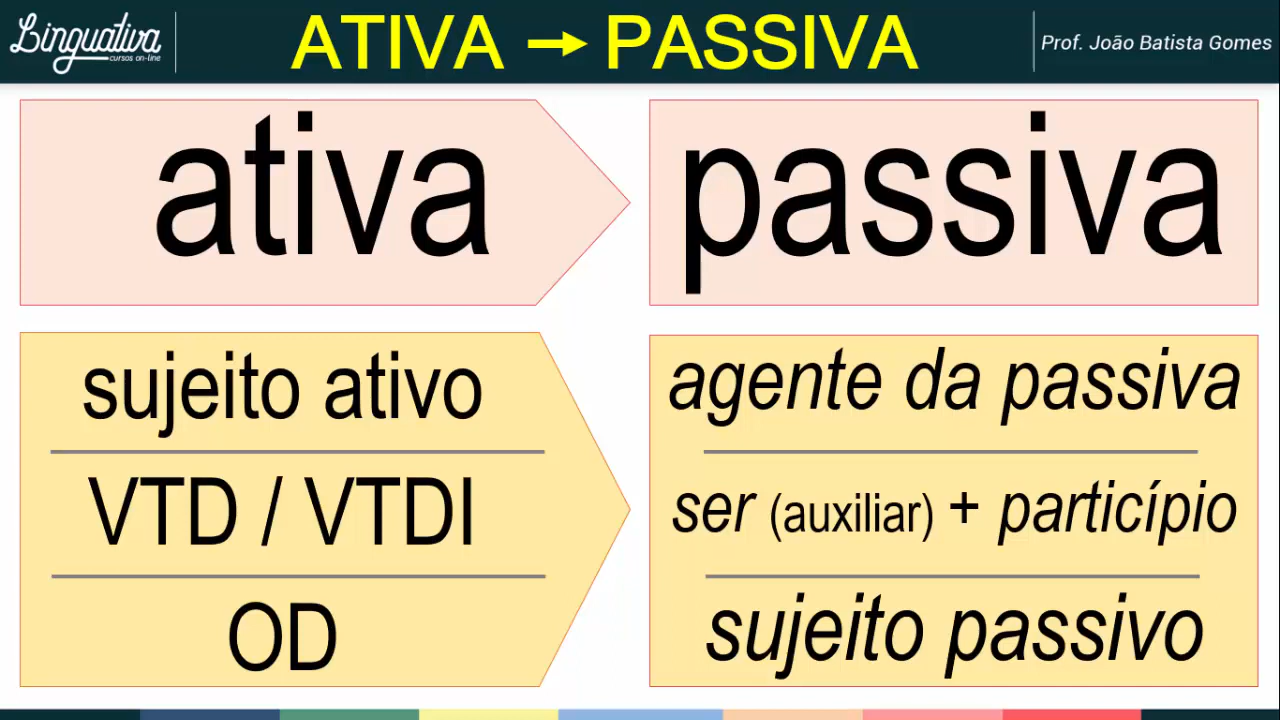 Linguativa
cursos on-line
ATIVA → PASSIVA
Prof. João Batista Gomes
ativa
passiva
sujeito ativo
agente da passiva
VTD / VTDI
ser (auxiliar) + particípio
OD
sujeito passivo